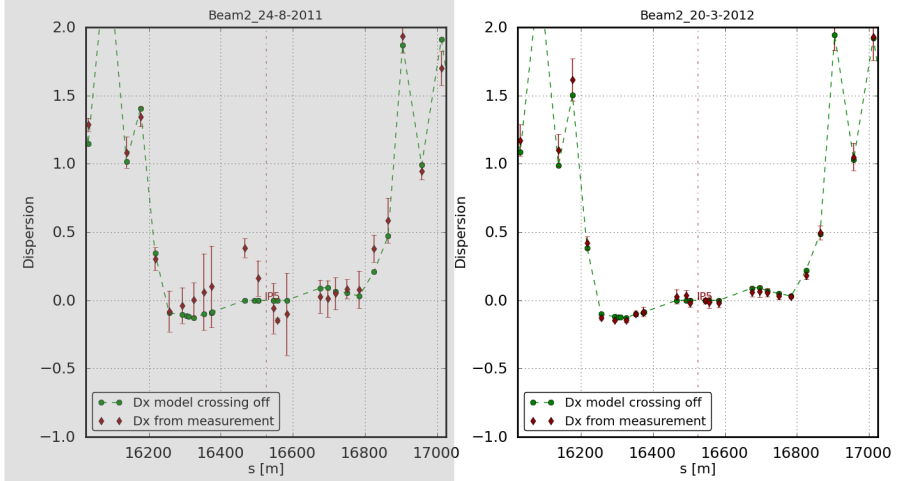 Beam2_24-8-2011
2.0
1.5
1.0
0.5
0.0
−0.5
−1.0
Dispersion
IP5
Dx model crossing off
Dx from measurement
16200 16400 16600 16800 17000
s [m]
Beam2_20-3-2012
2.0
1.5
1.0
0.5
0.0
−0.5
−1.0
Dispersion
IP5
Dx model crossing off
Dx from measurement
16200 16400 16600 16800 17000
s [m]